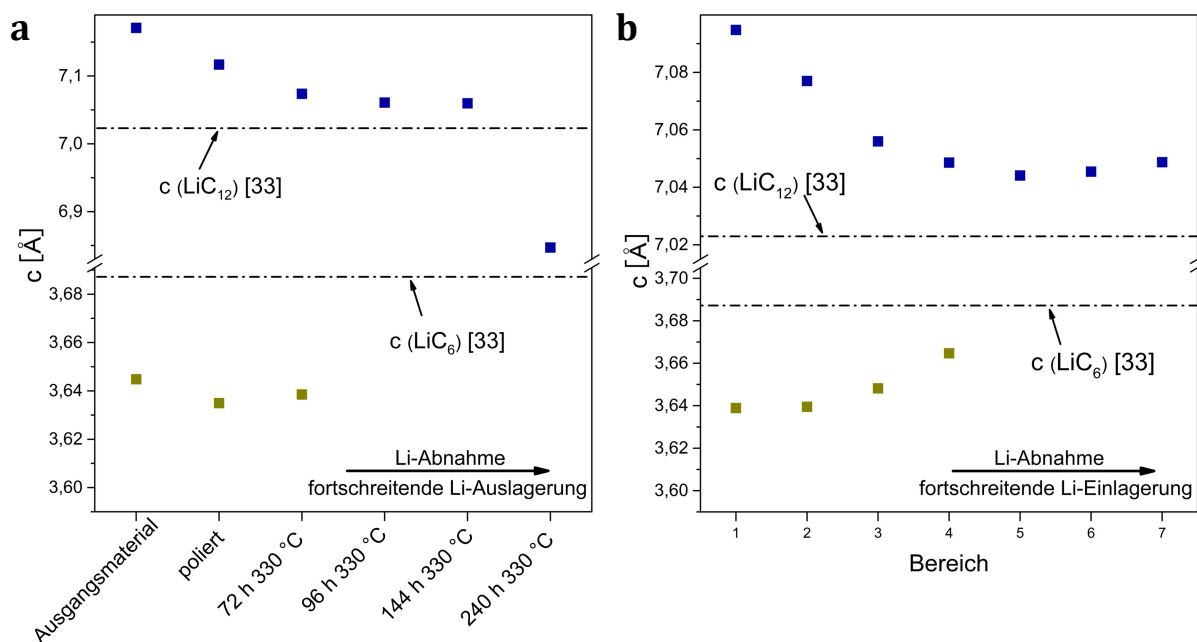 a
7,1
7,0
6,9
c [Å]
3,68
3,66
3,64
3,62
3,60
c (LiC12) [33]
c (LiC6) [33]
Li-Abnahme
fortschreitende Li-Auslagerung
Ausgangsmaterial
poliert
72 h 330 °C
96 h 330 °C
144 h 330 °C
240 h 330 °C
b
7,08
7,06
7,04
7,02
3,70
c [Å]
3,68
3,66
3,64
3,62
3,60
c (LiC12) [33]
c (LiC6) [33]
Li-Abnahme
fortschreitende Li-Einlagerung
1 2 3 4 5 6 7
Bereich